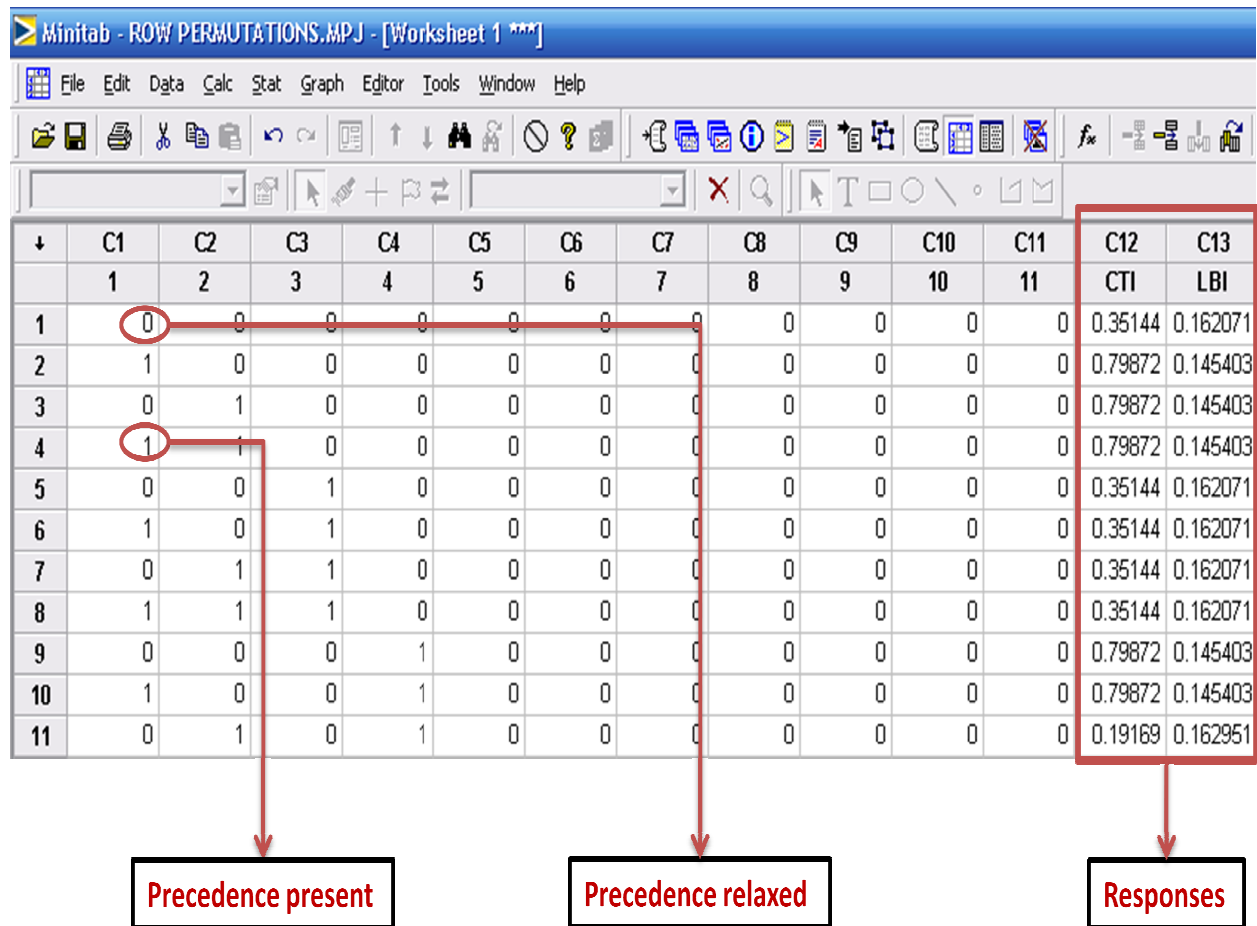 Minitab - ROW PERMUTATIONS.MPJ - [Worksheet 1 ***]
File Edit Data Calc Stat Graph Editor Tools Window Help
↓ C1 C2 C3 C4 C5 C6 C7 C8 C9 C10 C11 C12 C13
1 2 3 4 5 6 7 8 9 10 11 CTI LBI
1 0 0 0 0 0 0 0 0 0 0 0 0.35144 0.162071
2 1 0 0 0 0 0 0 0 0 0 0 0.79872 0.145403
3 0 1 0 0 0 0 0 0 0 0 0 0.79872 0.145403
4 1 1 0 0 0 0 0 0 0 0 0 0.79872 0.145403
5 0 0 1 0 0 0 0 0 0 0 0 0.35144 0.162071
6 1 0 1 0 0 0 0 0 0 0 0 0.35144 0.162071
7 0 1 1 0 0 0 0 0 0 0 0 0.35144 0.162071
8 1 1 1 0 0 0 0 0 0 0 0 0.35144 0.162071
9 0 0 0 1 0 0 0 0 0 0 0 0.79872 0.145403
10 1 0 0 1 0 0 0 0 0 0 0 0.79872 0.145403
11 0 1 0 1 0 0 0 0 0 0 0 0.19169 0.162951
Precedence present Precedence relaxed Responses